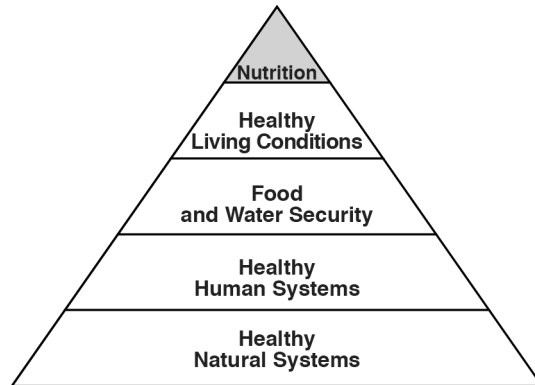 Nutrition
Healthy
Living Conditions
Food
and Water Security
Healthy
Human Systems
Healthy
Natural Systems